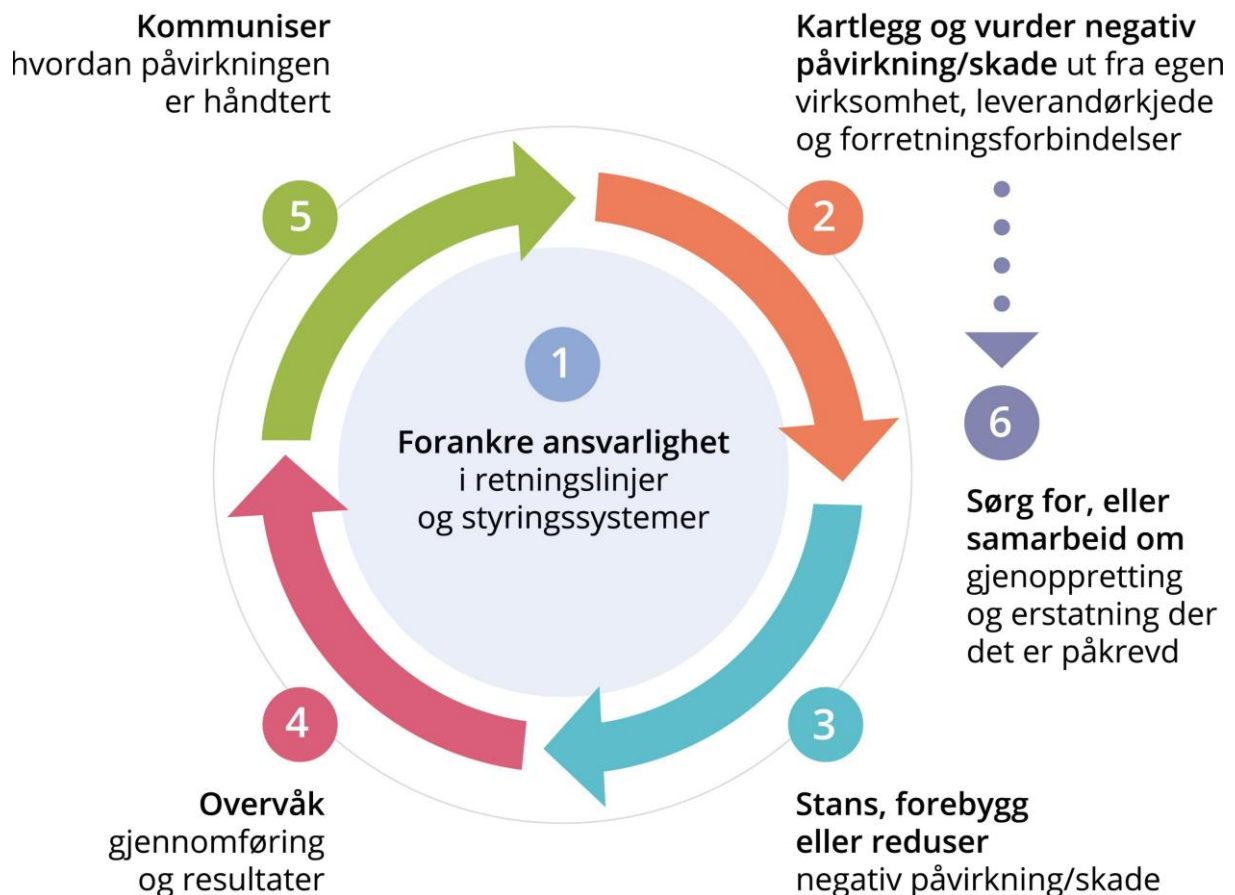 Kommuniser
hvordan påvirkningen
er håndtert
Kartlegg og vurder negativ
påvirkning/skade ut fra egen
virksomhet, leverandørkjede
og forretningsforbindelser
5
2
1
Forankre ansvarlighet
i retningslinjer
og styringssystemer
6
Sørg for, eller
samarbeid om
gjenoppretting
og erstatning der
det er påkrevd
4
3
Overvåk
gjennomføring
og resultater
Stans, forebygg
eller reduser
negativ påvirkning/skade